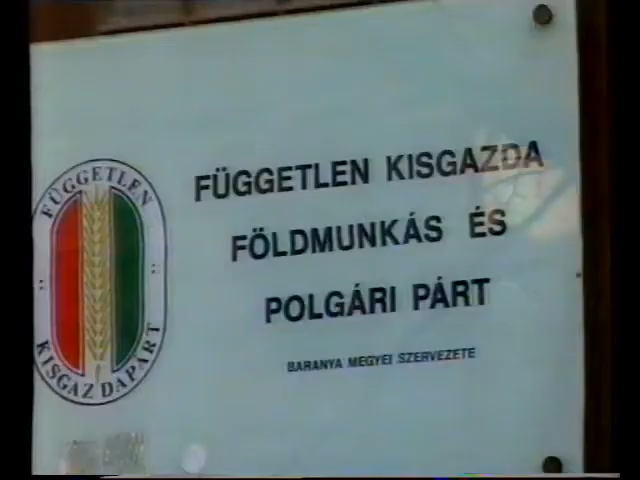 FÜGGETLEN
KISGAZDAPÁRT
FÜGGETLEN KISGAZDA
FÖLDMUNKÁS ÉS
POLGÁRI PÁRT
BARANYA MEGYEI SZERVEZETE